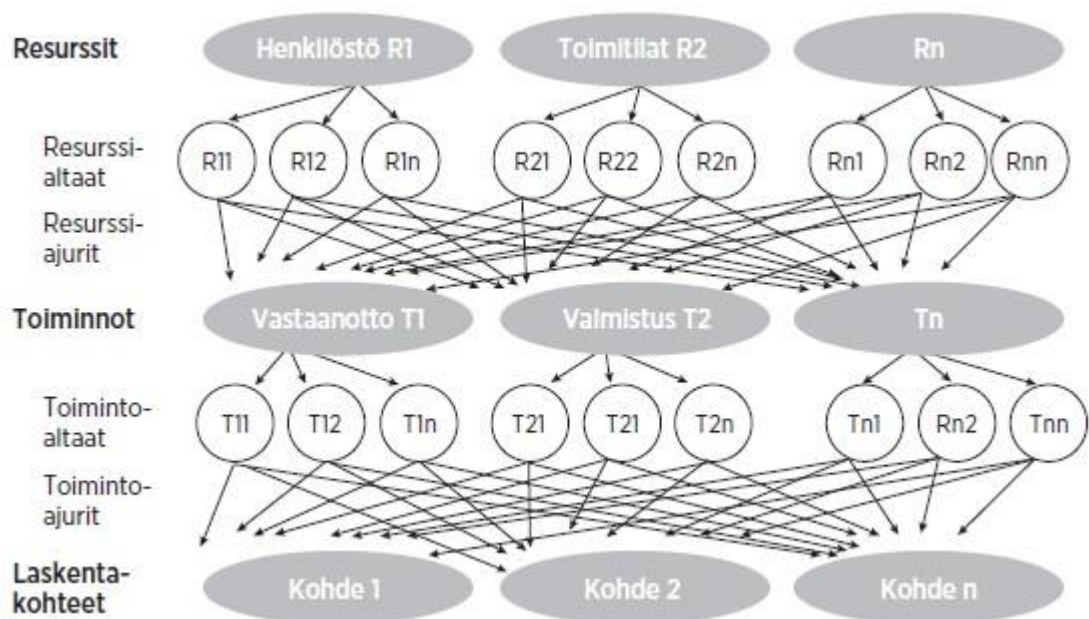 Resurssit
Henkilöstö R1
Toimitilat R2
Rn
Resurssi-
altaat
R11
R12
R1n
R21
R22
R2n
Rn1
Rn2
Rnn
Resurssi-
ajurit
Toiminnot
Vastaanotto T1
Valmistus T2
Tn
Toiminto-
altaat
T11
T12
T1n
T21
T21
T2n
Tn1
Rn2
Tnn
Toiminto-
ajurit
Laskenta-
kohteet
Kohde 1
Kohde 2
Kohde n